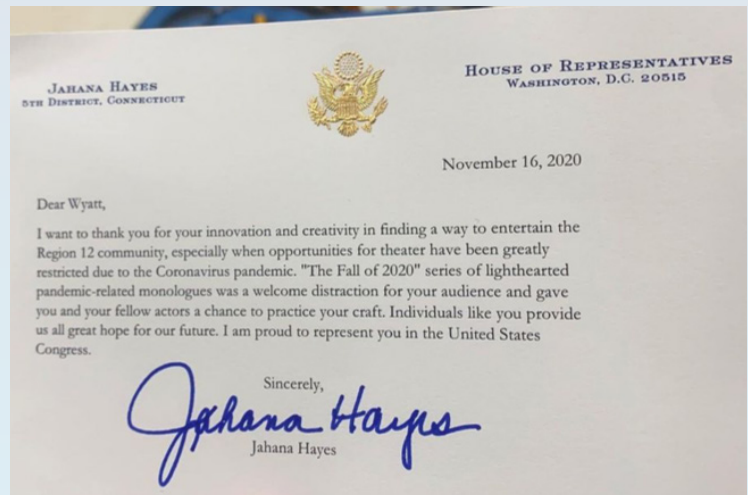 JAHANA HAYES
5TH DISTRICT, CONNECTICUT
HOUSE OF REPRESENTATIVES
WASHINGTON, D.C. 20515
November 16, 2020
Dear Wyatt,
I want to thank you for your innovation and creativity in finding a way to entertain the
Region 12 community, especially when opportunities for theater have been greatly
restricted due to the Coronavirus pandemic. "The Fall of 2020" series of lighthearted
pandemic-related monologues was a welcome distraction for your audience and gave
you and your fellow actors a chance to practice your craft. Individuals like you provide
us all great hope for our future. I am proud to represent you in the United States
Congress.
Sincerely,
Jahana Hayes
Jahana Hayes